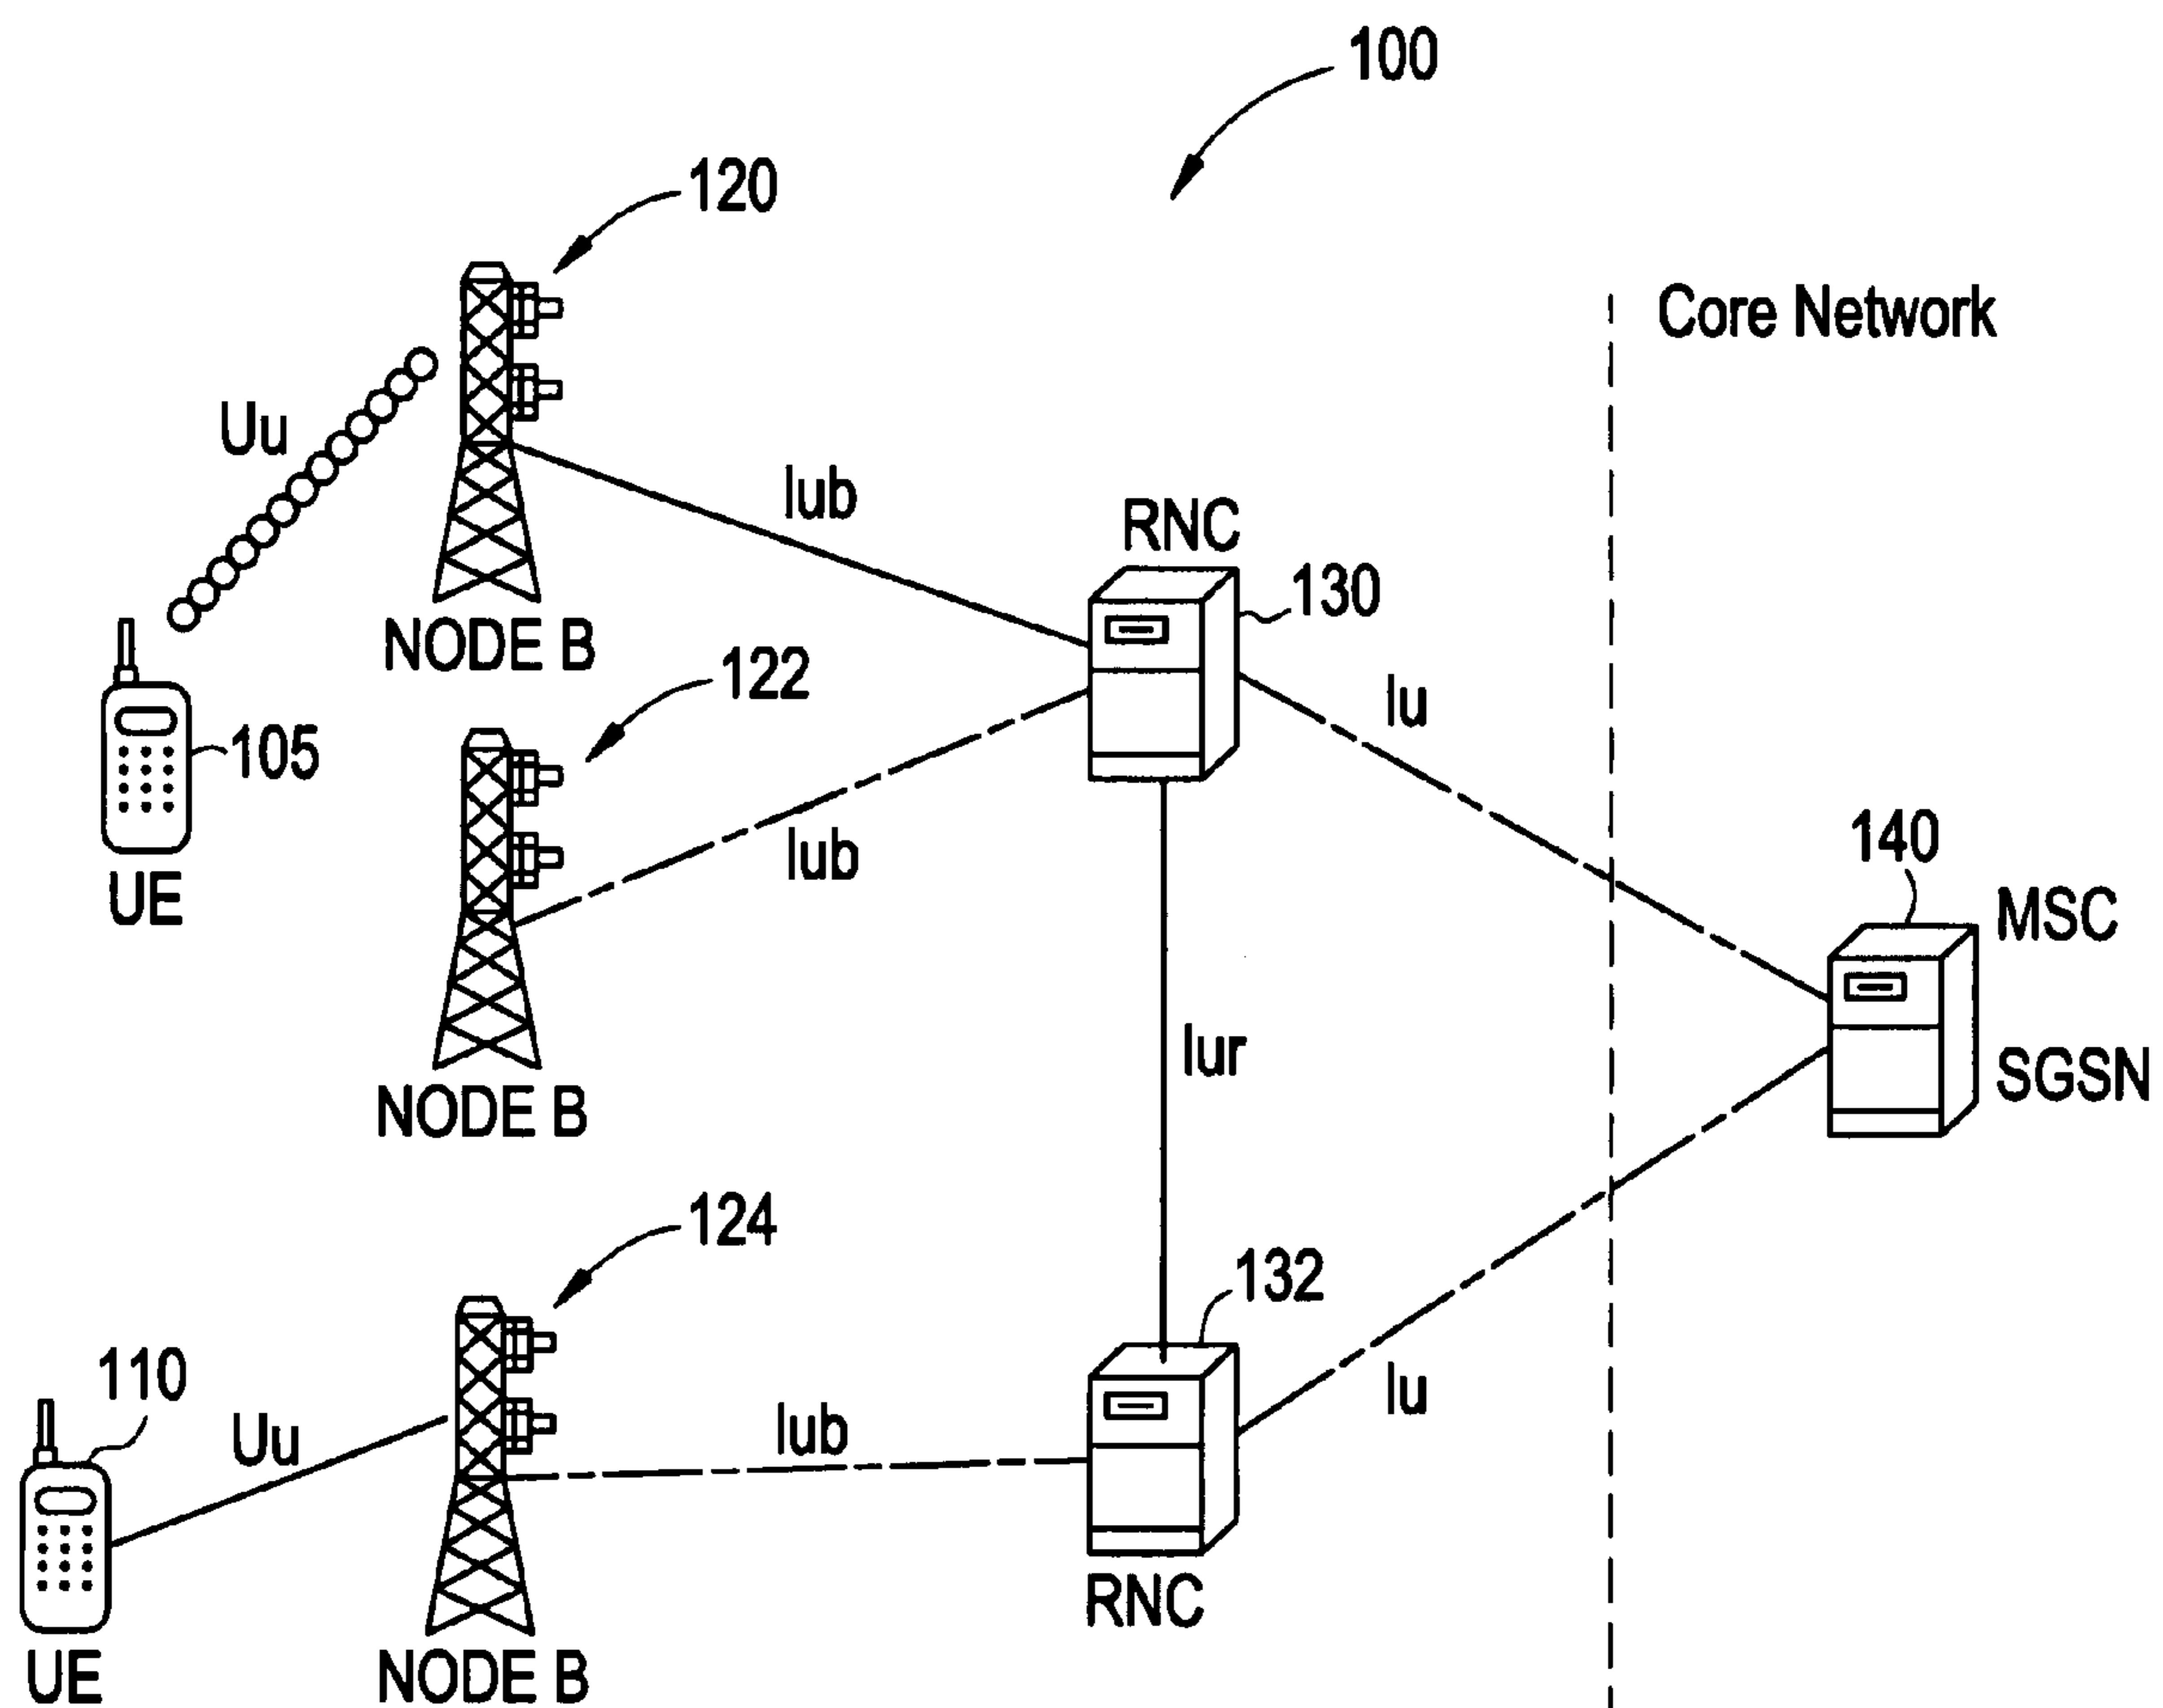 100
120
Core Network
Uu
Iub
RNC
130
NODE B
122
Iu
105
140
Iub
UE
MSC
Iur
SGSN
NODE B
124
132
110
Iu
Uu
Iub
RNC
UE
NODE B